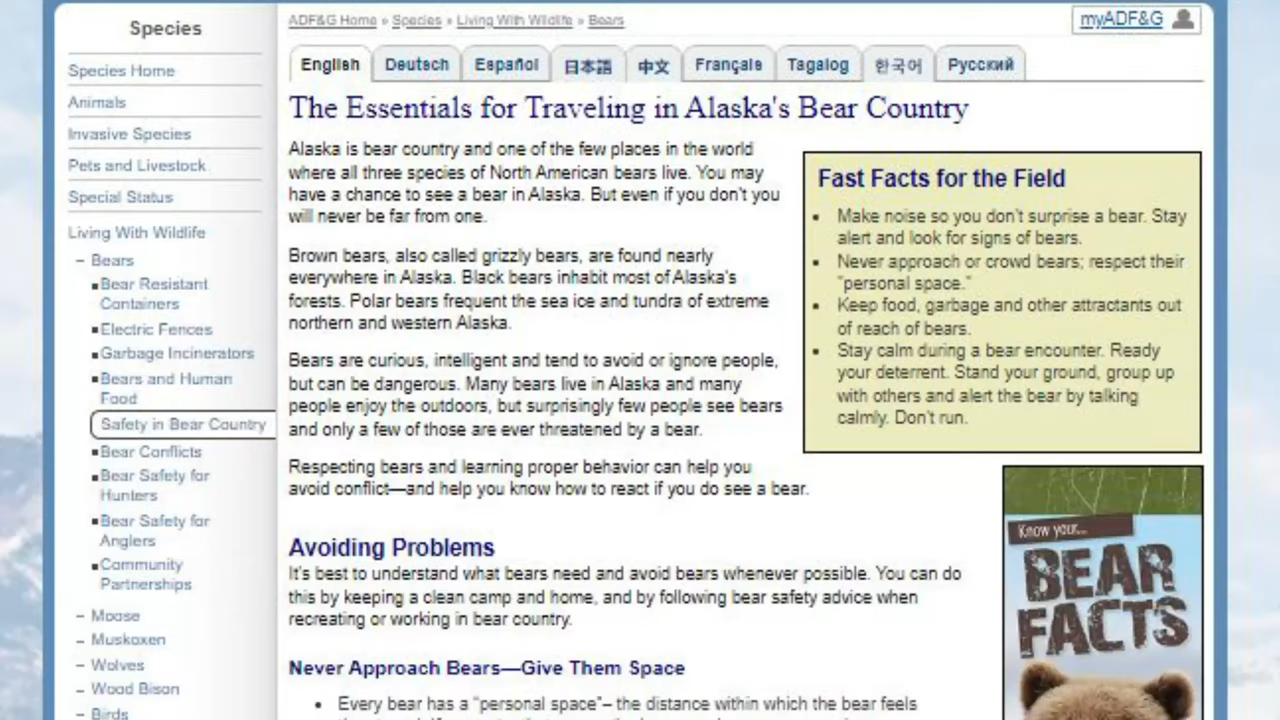 Species
Species Home
Animals
Invasive Species
Pets and Livestock
Special Status
Living With Wildlife
– Bears
Bear Resistant
Containers
Electric Fences
Garbage Incinerators
Bears and Human
Food
Safety in Bear Country
Bear Conflicts
Bear Safety for
Hunters
Bear Safety for
Anglers
Community
Partnerships
– Moose
– Muskoxen
– Wolves
– Wood Bison
– Birds
ADF&G Home » Species » Living With Wildlife » Bears
myADF&G
English Deutsch Español 日本語 中文 Français Tagalog 한국어 Русский
The Essentials for Traveling in Alaska's Bear Country
Alaska is bear country and one of the few places in the world
where all three species of North American bears live. You may
have a chance to see a bear in Alaska. But even if you don't you
will never be far from one.
Brown bears, also called grizzly bears, are found nearly
everywhere in Alaska. Black bears inhabit most of Alaska's
forests. Polar bears frequent the sea ice and tundra of extreme
northern and western Alaska.
Bears are curious, intelligent and tend to avoid or ignore people,
but can be dangerous. Many bears live in Alaska and many
people enjoy the outdoors, but surprisingly few people see bears
and only a few of those are ever threatened by a bear.
Respecting bears and learning proper behavior can help you
avoid conflict—and help you know how to react if you do see a bear.
Fast Facts for the Field
• Make noise so you don't surprise a bear. Stay
alert and look for signs of bears.
• Never approach or crowd bears; respect their
"personal space."
• Keep food, garbage and other attractants out
of reach of bears.
• Stay calm during a bear encounter. Ready
your deterrent. Stand your ground, group up
with others and alert the bear by talking
calmly. Don't run.
Know your...
BEAR
FACTS
Avoiding Problems
It's best to understand what bears need and avoid bears whenever possible. You can do
this by keeping a clean camp and home, and by following bear safety advice when
recreating or working in bear country.
Never Approach Bears—Give Them Space
• Every bear has a "personal space"– the distance within which the bear feels